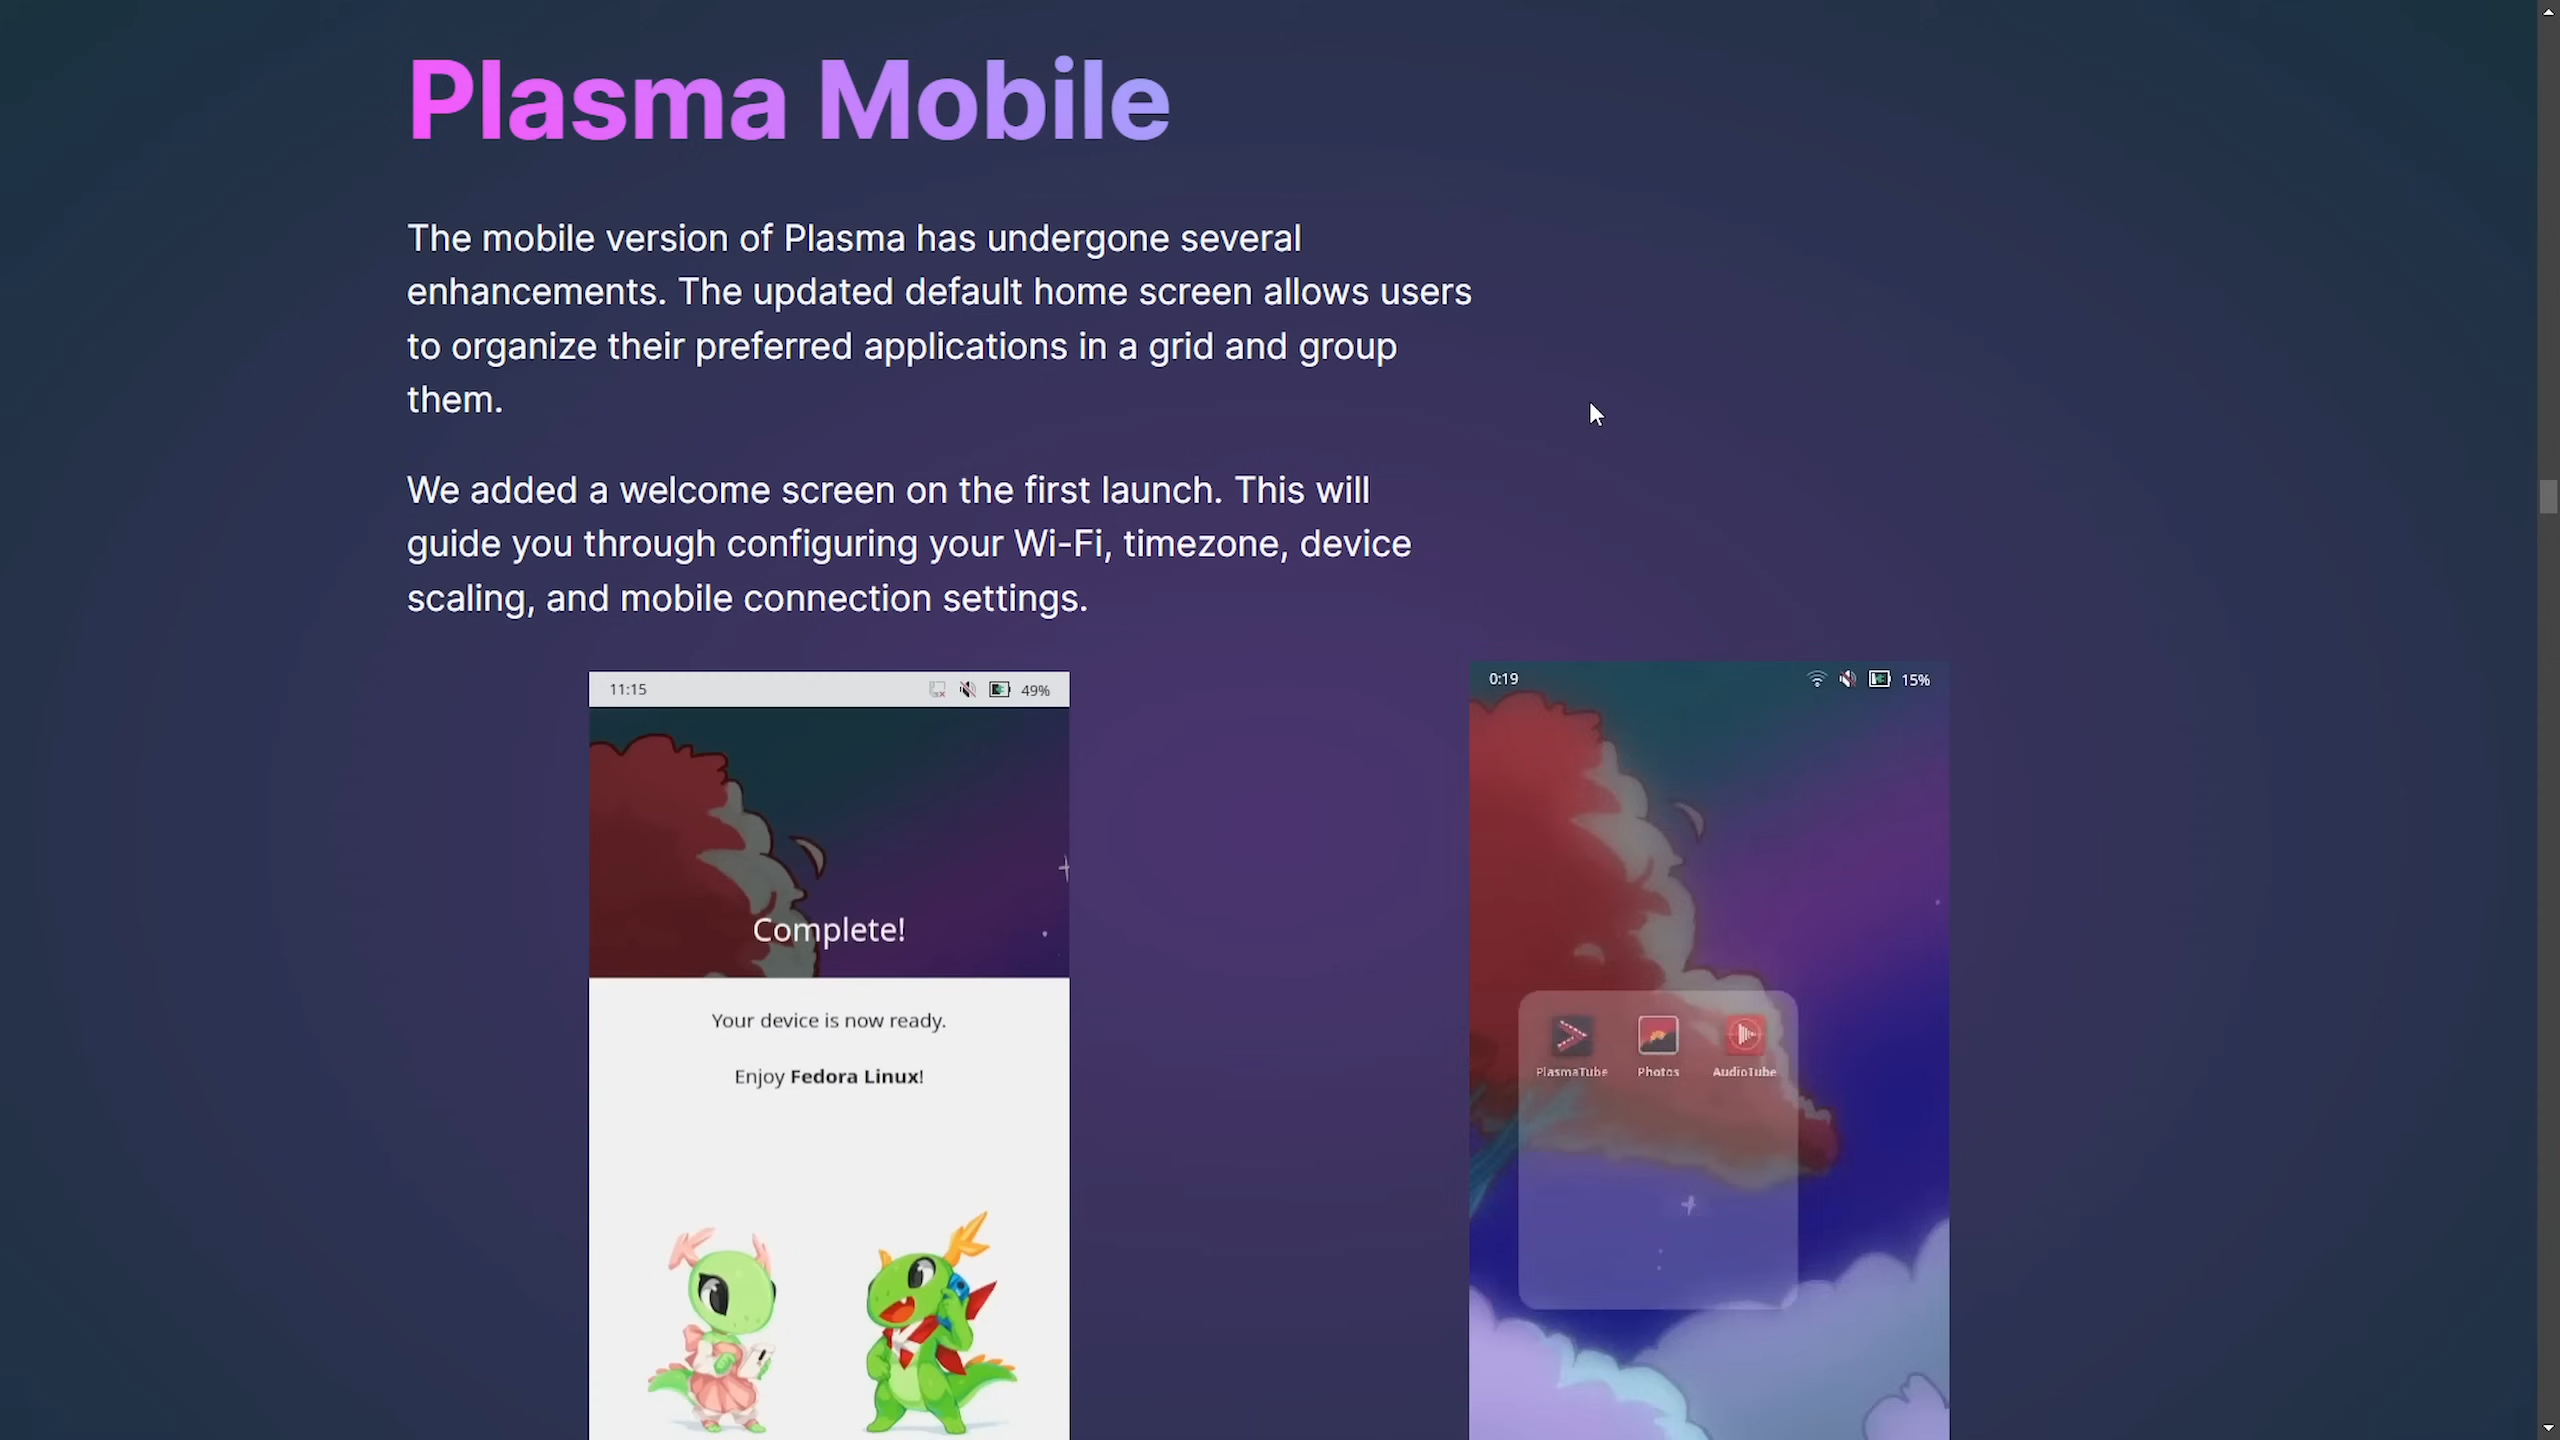 Plasma Mobile
The mobile version of Plasma has undergone several
enhancements. The updated default home screen allows users
to organize their preferred applications in a grid and group
them.
We added a welcome screen on the first launch. This will
guide you through configuring your Wi-Fi, timezone, device
scaling, and mobile connection settings.
11:15
49%
Complete!
Your device is now ready.
Enjoy Fedora Linux!
0:19
15%
PlasmaTube
Photos
AudioTube